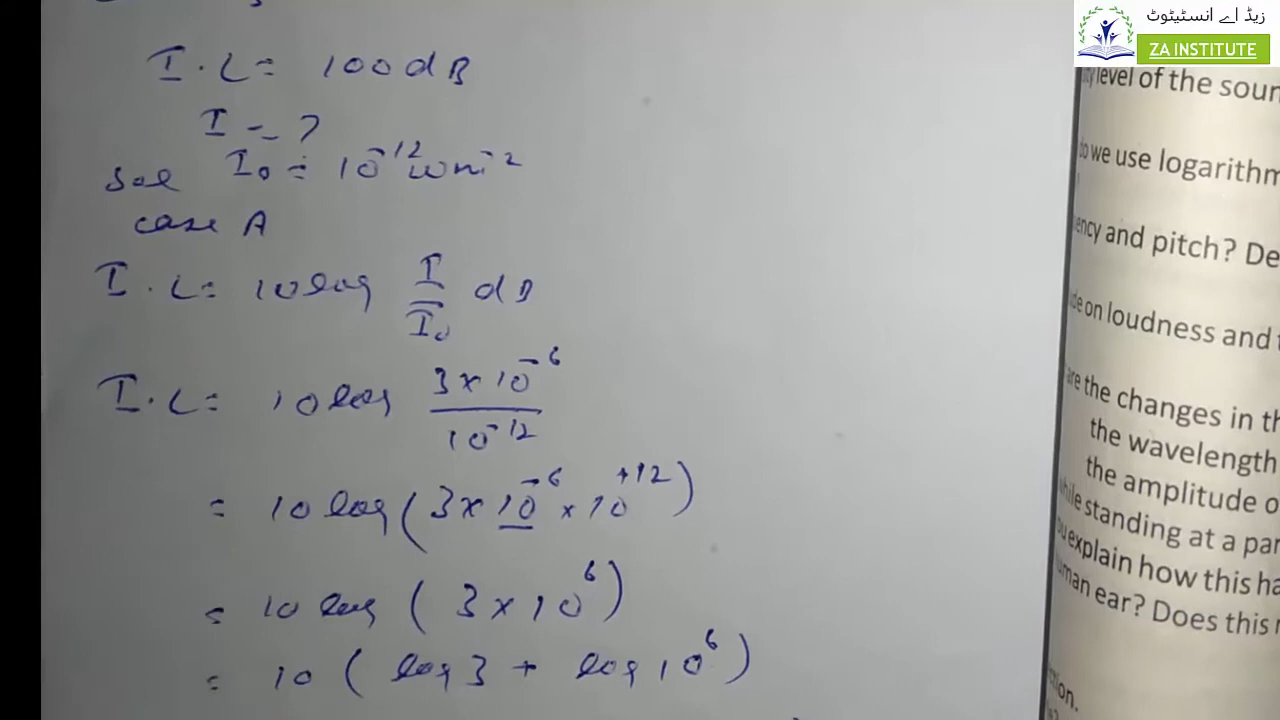 I.L = 100 dB
I = ?
Sol I₀ = 10⁻¹² wm⁻²
case A
I.L = 10 log I/I₀ dB
I.L = 10 log 3×10⁻⁶/10⁻¹²
= 10 log (3×10⁻⁶ × 10⁺¹²)
= 10 log (3×10⁶)
= 10 (log 3 + log 10⁶)
زیڈ اے انسٹیٹوٹ
ZA INSTITUTE
level of the soun
do we use logarithm
ency and pitch? De
de on loudness and t
are the changes in th
the wavelength
the amplitude o
while standing at a par
ou explain how this ha
uman ear? Does this
ction.